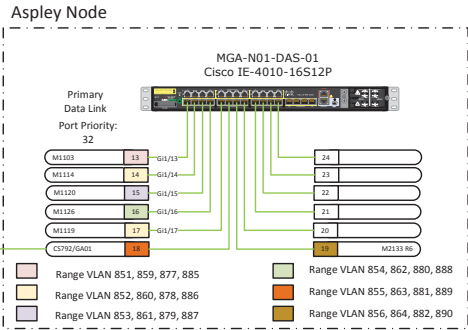 Aspley Node
MGA-N01-DAS-01
Cisco IE-4010-16S12P
Primary
Data Link
Port Priority:
32
M1103 13 Gi1/13 24
M1114 14 Gi1/14 23
M1120 15 Gi1/15 22
M1126 16 Gi1/16 21
M1119 17 Gi1/17 20
CS792/GA01 18 19 M2133 R6
Range VLAN 851, 859, 877, 885
Range VLAN 852, 860, 878, 886
Range VLAN 853, 861, 879, 887
Range VLAN 854, 862, 880, 888
Range VLAN 855, 863, 881, 889
Range VLAN 856, 864, 882, 890